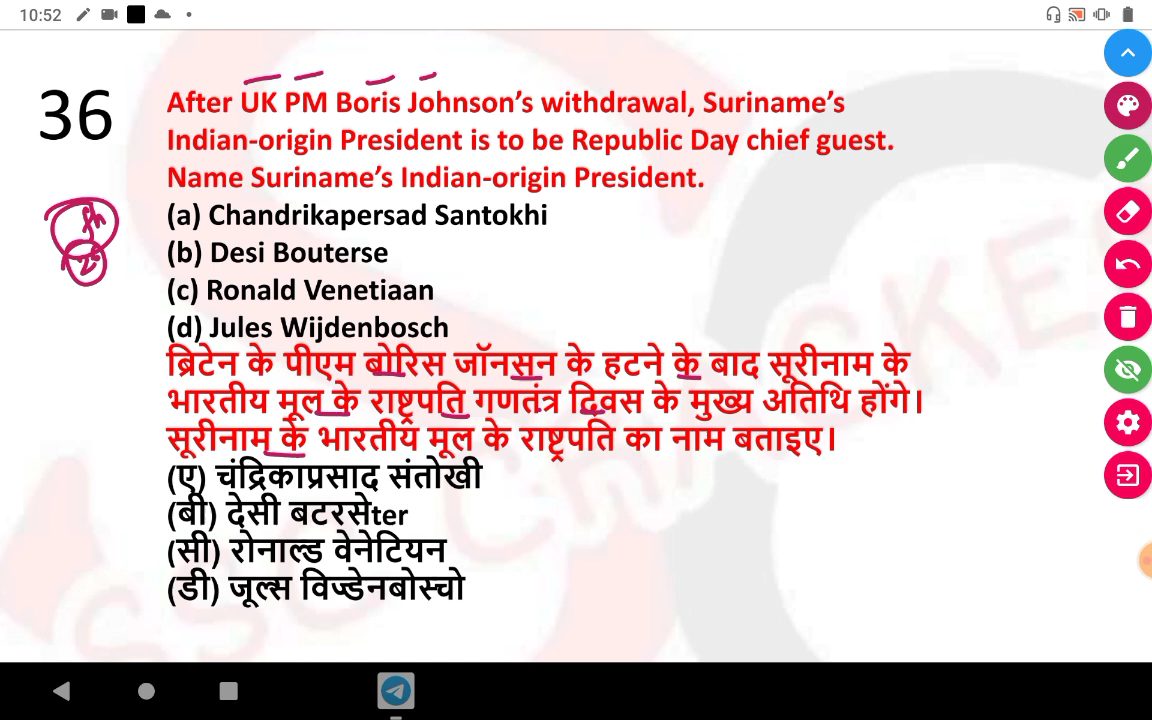 10:52
36
After UK PM Boris Johnson's withdrawal, Suriname's
Indian-origin President is to be Republic Day chief guest.
Name Suriname's Indian-origin President.
(a) Chandrikapersad Santokhi
(b) Desi Bouterse
(c) Ronald Venetiaan
(d) Jules Wijdenbosch
ब्रिटेन के पीएम बोरिस जॉनसन के हटने के बाद सूरीनाम के
भारतीय मूल के राष्ट्रपति गणतंत्र दिवस के मुख्य अतिथि होंगे।
सूरीनाम के भारतीय मूल के राष्ट्रपति का नाम बताइए।
(ए) चंद्रिकाप्रसाद संतोखी
(बी) देसी बटरसेter
(सी) रोनाल्ड वेनेटियन
(डी) जूल्स विज्डेनबोस्चो